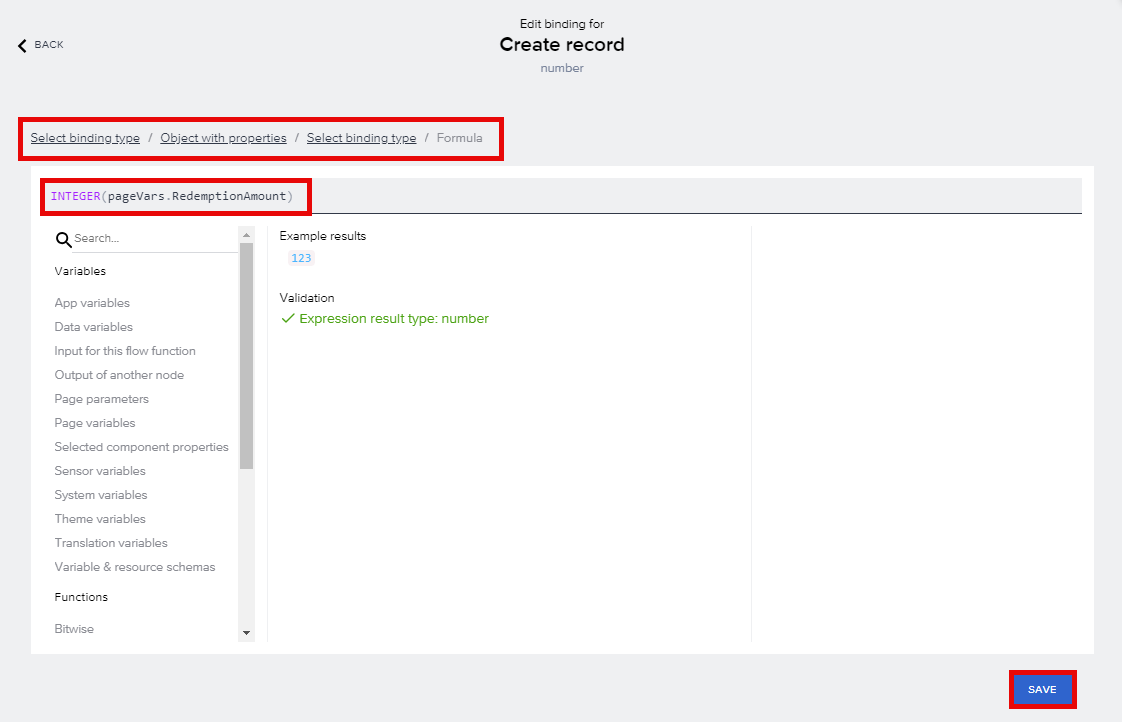 Edit binding for
BACK
Create record
number
Select binding type / Object with properties / Select binding type / Formula
INTEGER(pageVars.RedemptionAmount)
Search...
Variables
App variables
Data variables
Input for this flow function
Output of another node
Page parameters
Page variables
Selected component properties
Sensor variables
System variables
Theme variables
Translation variables
Variable & resource schemas
Functions
Bitwise
Example results
123
Validation
Expression result type: number
SAVE